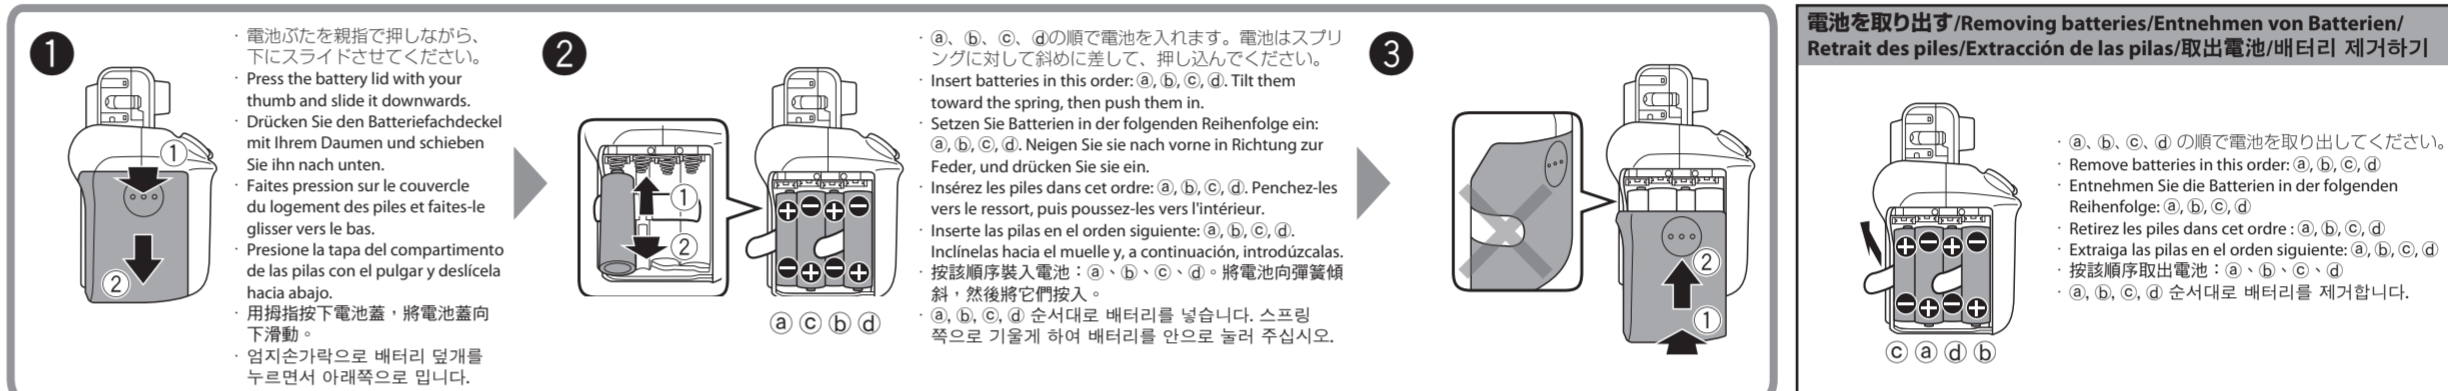 ❶
· 電池ぶたを親指で押しながら、
下にスライドさせてください。
· Press the battery lid with your
thumb and slide it downwards.
· Drücken Sie den Batteriefachdeckel
mit Ihrem Daumen und schieben
Sie ihn nach unten.
· Faites pression sur le couvercle
du logement des piles et faites-le
glisser vers le bas.
· Presione la tapa del compartimento
de las pilas con el pulgar y deslícela
hacia abajo.
· 用拇指按下電池蓋，將電池蓋向
下滑動。
· 엄지손가락으로 배터리 덮개를
누르면서 아래쪽으로 밉니다.
①
②
❷
· ⓐ、ⓑ、ⓒ、ⓓの順で電池を入れます。電池はスプリ
ングに対して斜めに差して、押し込んでください。
· Insert batteries in this order: ⓐ, ⓑ, ⓒ, ⓓ. Tilt them
toward the spring, then push them in.
· Setzen Sie Batterien in der folgenden Reihenfolge ein:
ⓐ, ⓑ, ⓒ, ⓓ. Neigen Sie sie nach vorne in Richtung zur
Feder, und drücken Sie sie ein.
· Insérez les piles dans cet ordre: ⓐ, ⓑ, ⓒ, ⓓ. Penchez-les
vers le ressort, puis poussez-les vers l'intérieur.
· Inserte las pilas en el orden siguiente: ⓐ, ⓑ, ⓒ, ⓓ.
Inclínelas hacia el muelle y, a continuación, introdúzcalas.
· 按該順序裝入電池：ⓐ、ⓑ、ⓒ、ⓓ。將電池向彈簧傾
斜，然後將它們按入。
· ⓐ, ⓑ, ⓒ, ⓓ 순서대로 배터리를 넣습니다. 스프링
쪽으로 기울게 하여 배터리를 안으로 눌러 주십시오.
①
②
⊕ ⊖ ⊕ ⊖
⊖ ⊕ ⊖ ⊕
ⓐ ⓒ ⓑ ⓓ
❸
②
①
電池を取り出す/Removing batteries/Entnehmen von Batterien/
Retrait des piles/Extracción de las pilas/取出電池/배터리 제거하기
· ⓐ、ⓑ、ⓒ、ⓓ の順で電池を取り出してください。
· Remove batteries in this order: ⓐ, ⓑ, ⓒ, ⓓ
· Entnehmen Sie die Batterien in der folgenden
Reihenfolge: ⓐ, ⓑ, ⓒ, ⓓ
· Retirez les piles dans cet ordre : ⓐ, ⓑ, ⓒ, ⓓ
· Extraiga las pilas en el orden siguiente: ⓐ, ⓑ, ⓒ, ⓓ
· 按該順序取出電池：ⓐ、ⓑ、ⓒ、ⓓ
· ⓐ, ⓑ, ⓒ, ⓓ 순서대로 배터리를 제거합니다.
⊕ ⊖ ⊕ ⊖
⊖ ⊕ ⊖ ⊕
ⓒ ⓐ ⓓ ⓑ